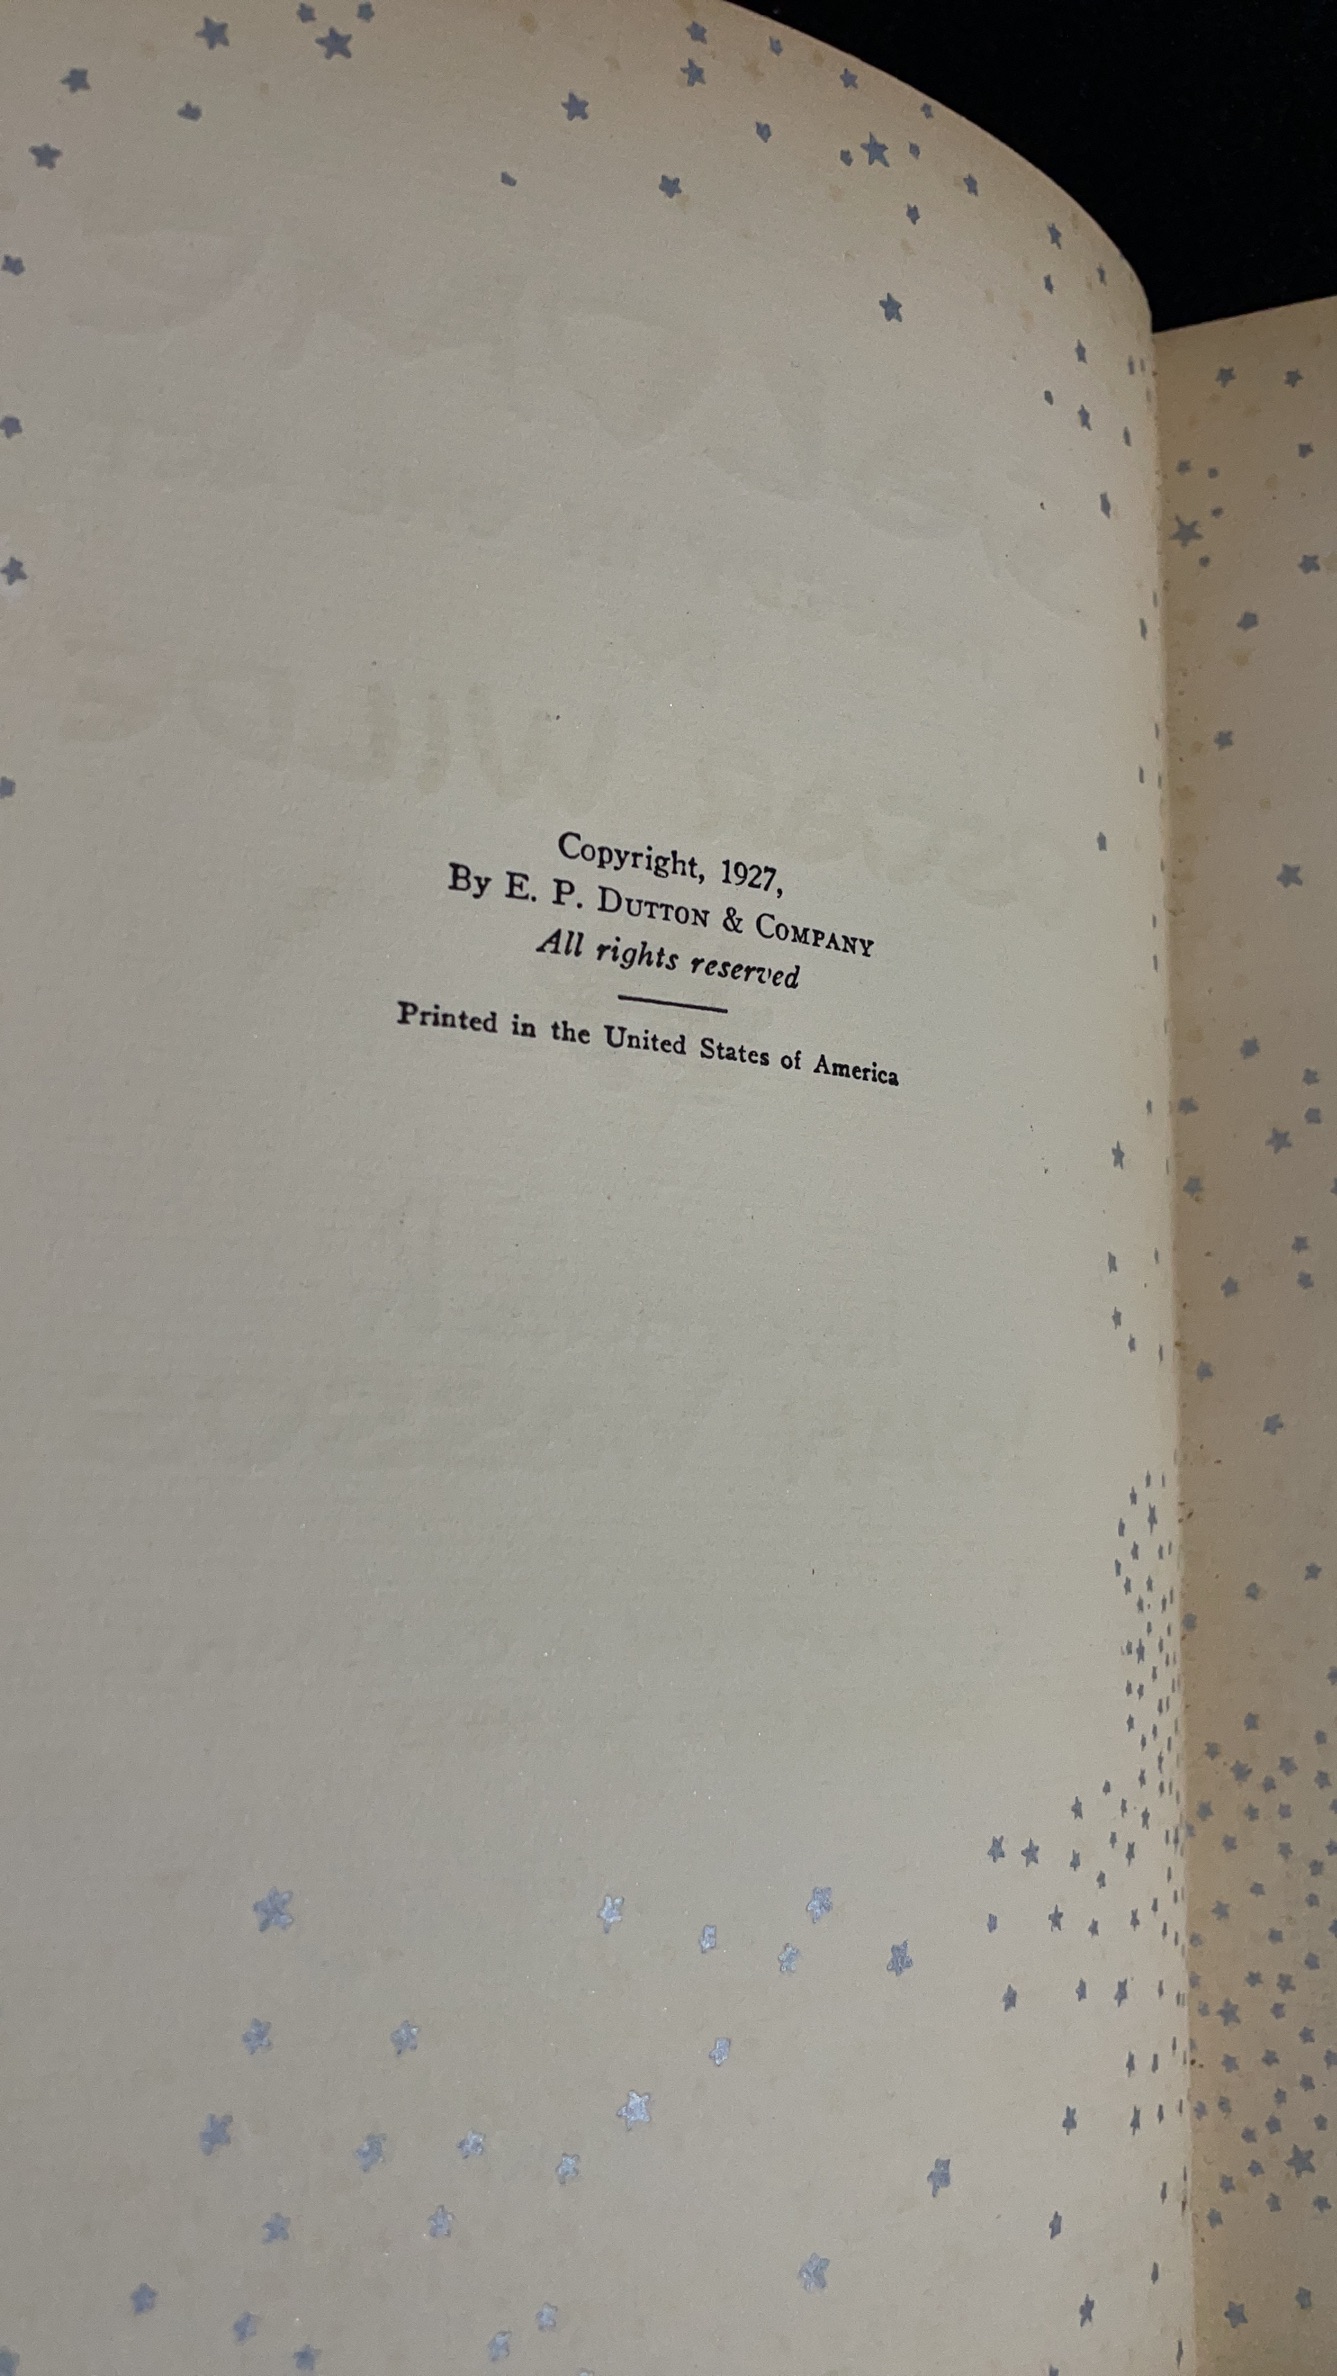 Copyright, 1927,
By E. P. DUTTON & COMPANY
All rights reserved
Printed in the United States of America